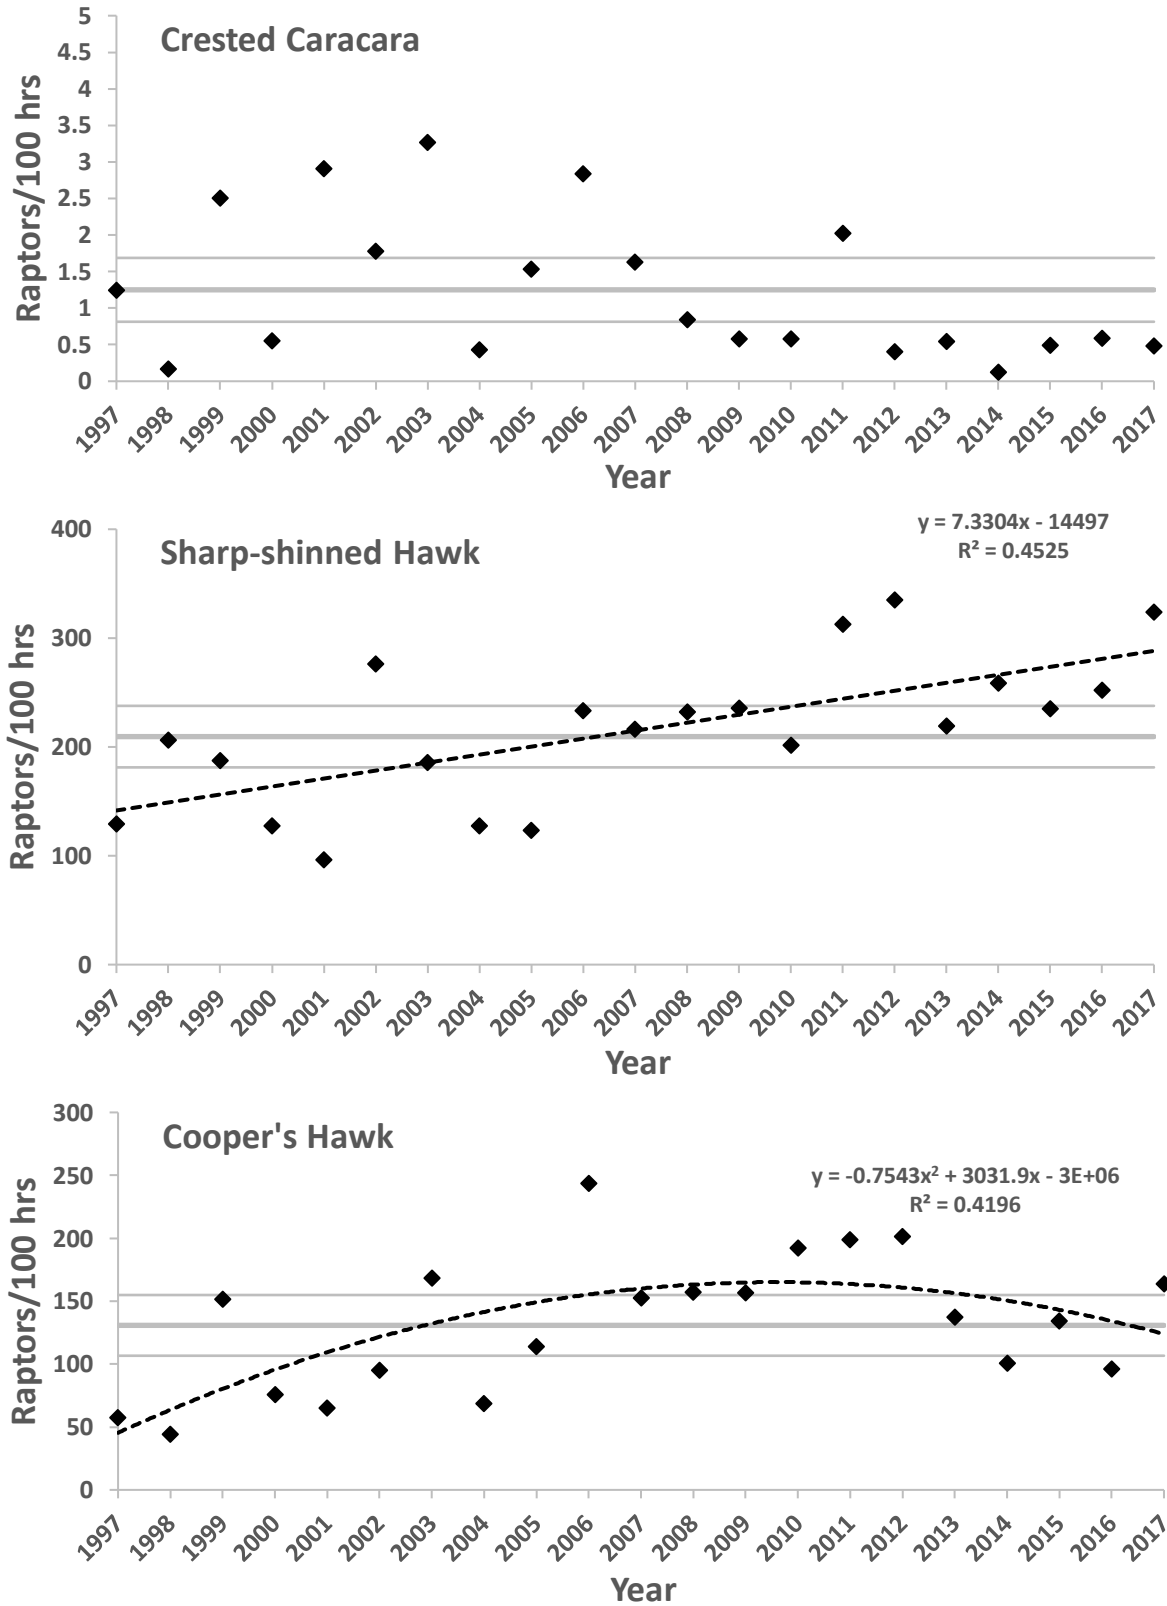 Crested Caracara
Raptors/100 hrs
5
4.5
4
3.5
3
2.5
2
1.5
1
0.5
0
1997 1998 1999 2000 2001 2002 2003 2004 2005 2006 2007 2008 2009 2010 2011 2012 2013 2014 2015 2016 2017
Year
Sharp-shinned Hawk
y = 7.3304x - 14497
R² = 0.4525
Raptors/100 hrs
400
300
200
100
0
1997 1998 1999 2000 2001 2002 2003 2004 2005 2006 2007 2008 2009 2010 2011 2012 2013 2014 2015 2016 2017
Year
Cooper's Hawk
y = -0.7543x² + 3031.9x - 3E+06
R² = 0.4196
Raptors/100 hrs
300
250
200
150
100
50
0
1997 1998 1999 2000 2001 2002 2003 2004 2005 2006 2007 2008 2009 2010 2011 2012 2013 2014 2015 2016 2017
Year